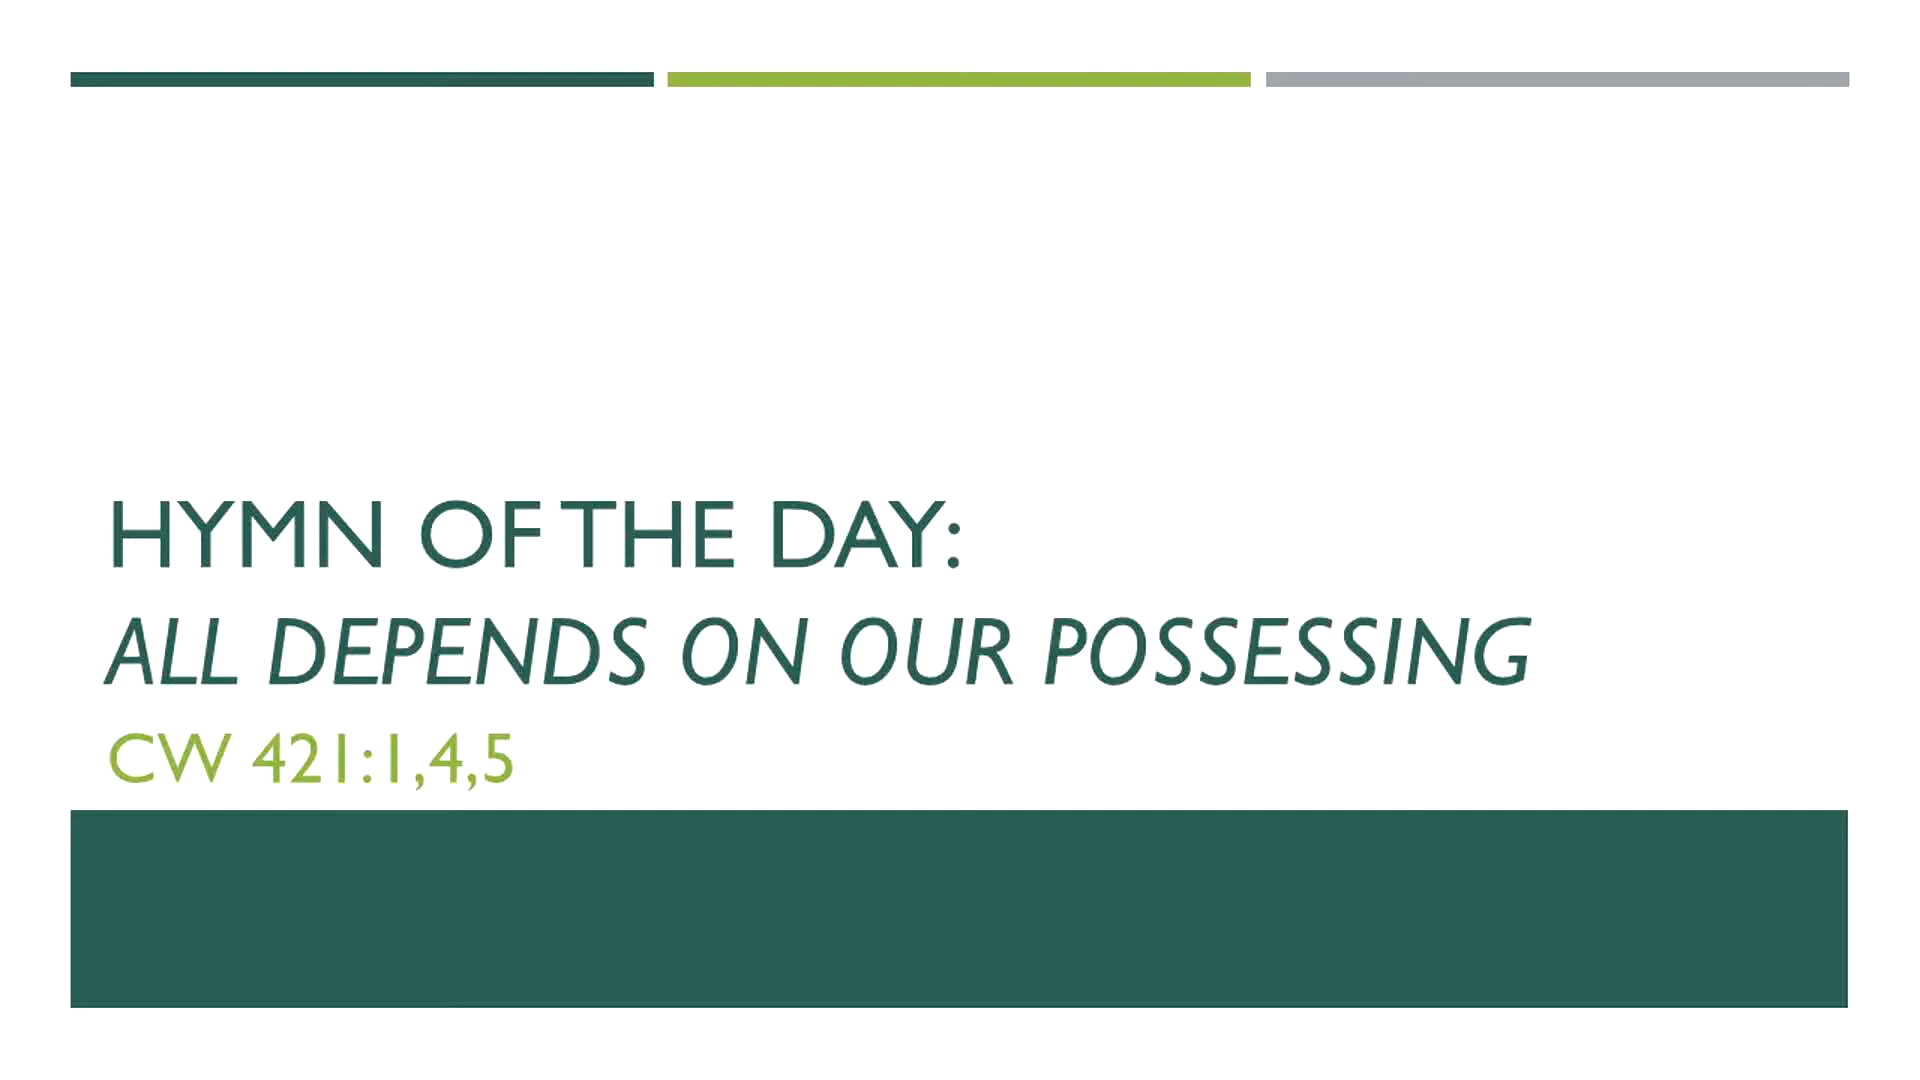 HYMN OF THE DAY:
ALL DEPENDS ON OUR POSSESSING
CW 421:1,4,5